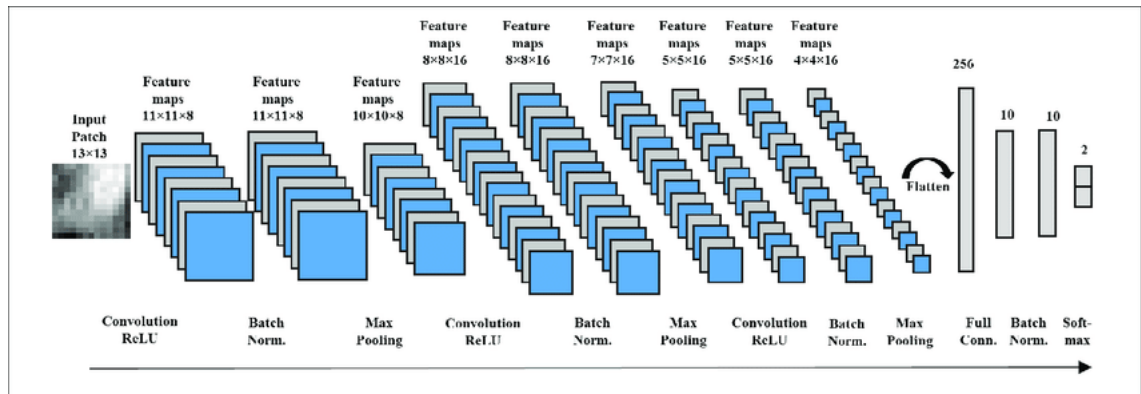 Input
Patch
13×13
Feature
maps
11×11×8
Feature
maps
11×11×8
Feature
maps
10×10×8
Feature
maps
8×8×16
Feature
maps
8×8×16
Feature
maps
7×7×16
Feature
maps
5×5×16
Feature
maps
5×5×16
Feature
maps
4×4×16
Flatten
256
10
10
2
Convolution
ReLU
Batch
Norm.
Max
Pooling
Convolution
ReLU
Batch
Norm.
Max
Pooling
Convolution
ReLU
Batch
Norm.
Max
Pooling
Full
Conn.
Batch
Norm.
Soft-
max